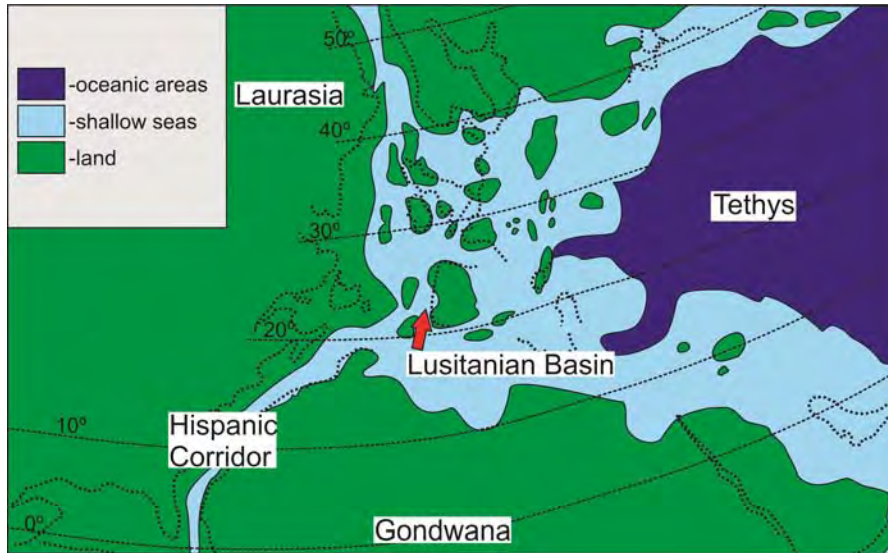 50º
-oceanic areas
Laurasia
-shallow seas
40º
-land
Tethys
30º
20º
Lusitanian Basin
10º
Hispanic
Corridor
0º
Gondwana